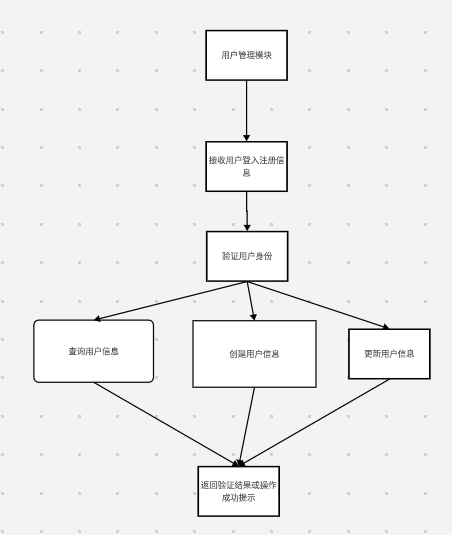 用户管理模块
接收用户登入注册信
息
验证用户身份
查询用户信息
创建用户信息
更新用户信息
返回验证结果或操作
成功提示